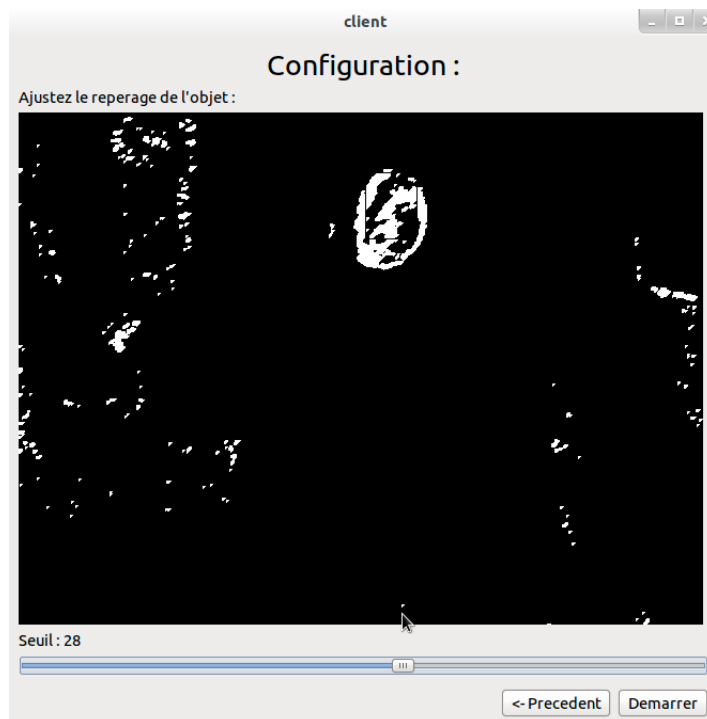 client
Configuration :
Ajustez le reperage de l'objet :
Seuil : 28
<- Precedent Demarrer